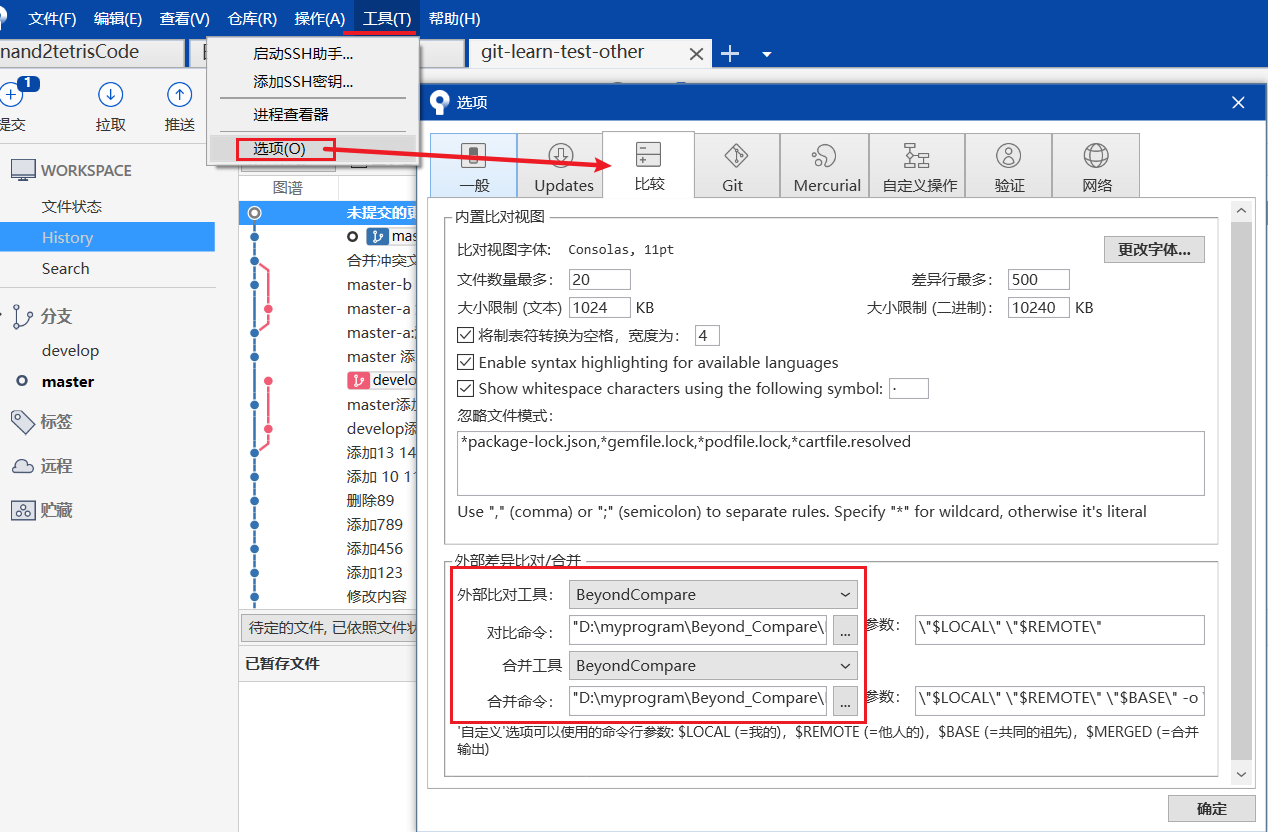 文件(F) 编辑(E) 查看(V) 仓库(R) 操作(A) 工具(T) 帮助(H)
nand2tetrisCode
git-learn-test-other
启动SSH助手...
添加SSH密钥...
进程查看器
选项(O)
1
提交 拉取 推送
WORKSPACE
文件状态
History
Search
分支
develop
master
标签
远程
贮藏
图谱
未提交的更
mas
合并冲突文
master-b
master-a
master-a:
master 添
develo
master添加
develop添
添加13 14
添加 10 11
删除89
添加789
添加456
添加123
修改内容
待定的文件, 已依照文件状
已暂存文件
选项
一般 Updates 比较 Git Mercurial 自定义操作 验证 网络
内置比对视图
比对视图字体: Consolas, 11pt 更改字体...
文件数量最多: 20 差异行最多: 500
大小限制 (文本) 1024 KB 大小限制 (二进制): 10240 KB
将制表符转换为空格，宽度为: 4
Enable syntax highlighting for available languages
Show whitespace characters using the following symbol: ·
忽略文件模式:
*package-lock.json,*gemfile.lock,*podfile.lock,*cartfile.resolved
Use "," (comma) or ";" (semicolon) to separate rules. Specify "*" for wildcard, otherwise it's literal
外部差异比对/合并
外部比对工具: BeyondCompare
对比命令: "D:\myprogram\Beyond_Compare\ ... 参数: \"$LOCAL\" \"$REMOTE\"
合并工具 BeyondCompare
合并命令: "D:\myprogram\Beyond_Compare\ ... 参数: \"$LOCAL\" \"$REMOTE\" \"$BASE\" -o
'自定义'选项可以使用的命令行参数: $LOCAL (=我的)，$REMOTE (=他人的)，$BASE (=共同的祖先)，$MERGED (=合并
输出)
确定